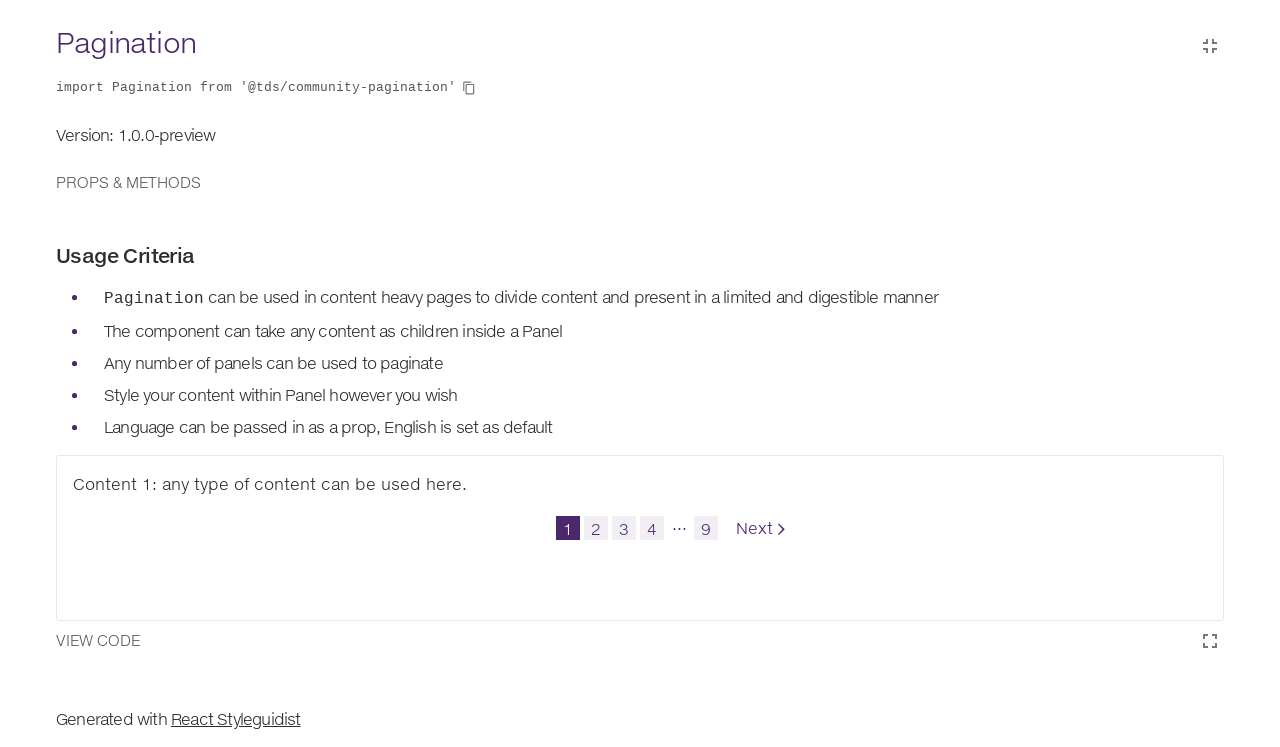 Pagination
import Pagination from '@tds/community-pagination'
Version: 1.0.0-preview
PROPS & METHODS
Usage Criteria
Pagination can be used in content heavy pages to divide content and present in a limited and digestible manner
The component can take any content as children inside a Panel
Any number of panels can be used to paginate
Style your content within Panel however you wish
Language can be passed in as a prop, English is set as default
Content 1: any type of content can be used here.
1 2 3 4 ... 9 Next
VIEW CODE
Generated with React Styleguidist